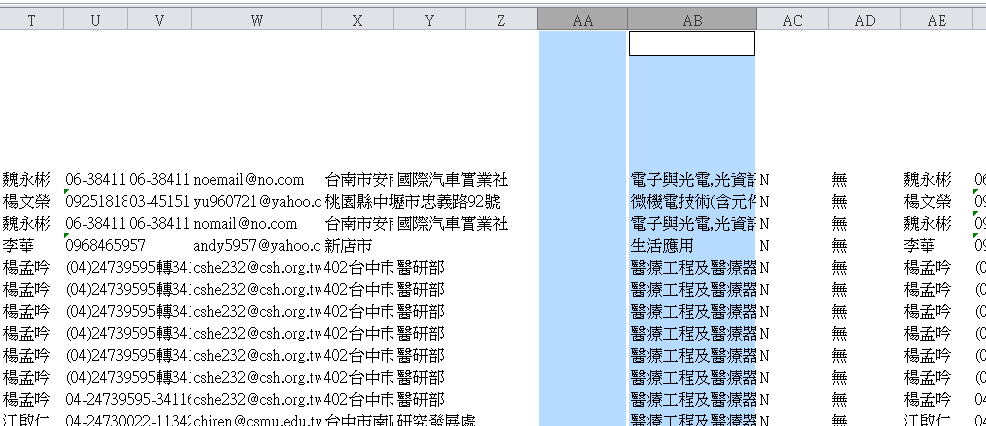 T U V W X Y Z AA AB AC AD AE
魏永彬 06-38411 06-38411 noemail@no.com 台南市安 國際汽車實業社 電子與光電,光資 N 無 魏永彬 06
楊文榮 09251818 03-45151 yu960721@yahoo.c 桃園縣中壢市忠義路92號 微機電技術(含元件 N 無 楊文榮 09
魏永彬 06-38411 06-38411 nomail@no.com 台南市安 國際汽車實業社 電子與光電,光資 N 無 魏永彬 09
李華 0968465957 andy5957@yahoo.c 新店市 生活應用 N 無 李華 09
楊孟吟 (04)24739595轉34 cshe232@csh.org.tw 402台中市 醫研部 醫療工程及醫療器 N 無 楊孟吟 (0
楊孟吟 (04)24739595轉34 cshe232@csh.org.tw 402台中市 醫研部 醫療工程及醫療器 N 無 楊孟吟 (0
楊孟吟 (04)24739595轉34 cshe232@csh.org.tw 402台中市 醫研部 醫療工程及醫療器 N 無 楊孟吟 (0
楊孟吟 (04)24739595轉34 cshe232@csh.org.tw 402台中市 醫研部 醫療工程及醫療器 N 無 楊孟吟 (0
楊孟吟 (04)24739595轉34 cshe232@csh.org.tw 402台中市 醫研部 醫療工程及醫療器 N 無 楊孟吟 (0
楊孟吟 (04)24739595轉34 cshe232@csh.org.tw 402台中市 醫研部 醫療工程及醫療器 N 無 楊孟吟 (0
楊孟吟 04-24739595-3411 cshe232@csh.org.tw 402台中市 醫研部 醫療工程及醫療器 N 無 楊孟吟 04
江啟仁 04-24730022-1134 chiren@csmu.edu.t 台中市南 研究發展處 醫療工程及醫療器 N 無 江啟仁 04